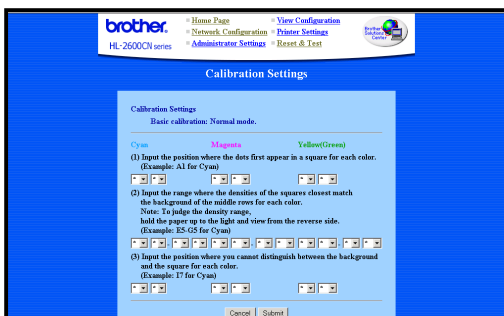 brother.
HL-2600CN series
Home Page
View Configuration
Network Configuration
Printer Settings
Administrator Settings
Reset & Test
Brother
Solutions
Center
Calibration Settings
Calibration Settings
Basic calibration: Normal mode.
Cyan Magenta Yellow(Green)
(1) Input the position where the dots first appear in a square for each color.
(Example: A1 for Cyan)
* * * * * *
(2) Input the range where the densities of the squares closest match
the background of the middle rows for each color.
Note: To judge the density range,
hold the paper up to the light and view from the reverse side.
(Example: E5-G5 for Cyan)
* * - * * * * - * * * * - * *
(3) Input the position where you cannot distinguish between the background
and the square for each color.
(Example: I7 for Cyan)
* * * * * *
Cancel Submit